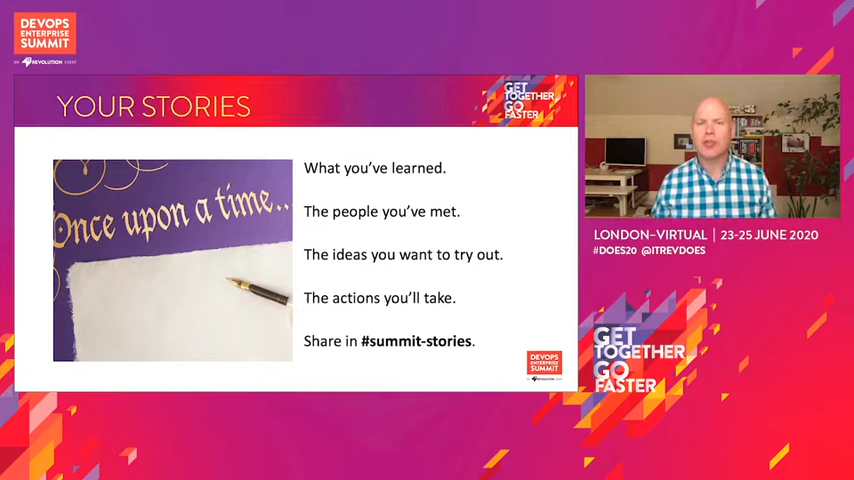 DEVOPS
ENTERPRISE
SUMMIT
AN ITREVOLUTION EVENT
YOUR STORIES
GET
TOGETHER
GO
FASTER
Once upon a time...
What you've learned.
The people you've met.
The ideas you want to try out.
The actions you'll take.
Share in #summit-stories.
DEVOPS
ENTERPRISE
SUMMIT
LONDON–VIRTUAL | 23-25 JUNE 2020
#DOES20 @ITREVDOES
GET
TOGETHER
GO
FASTER